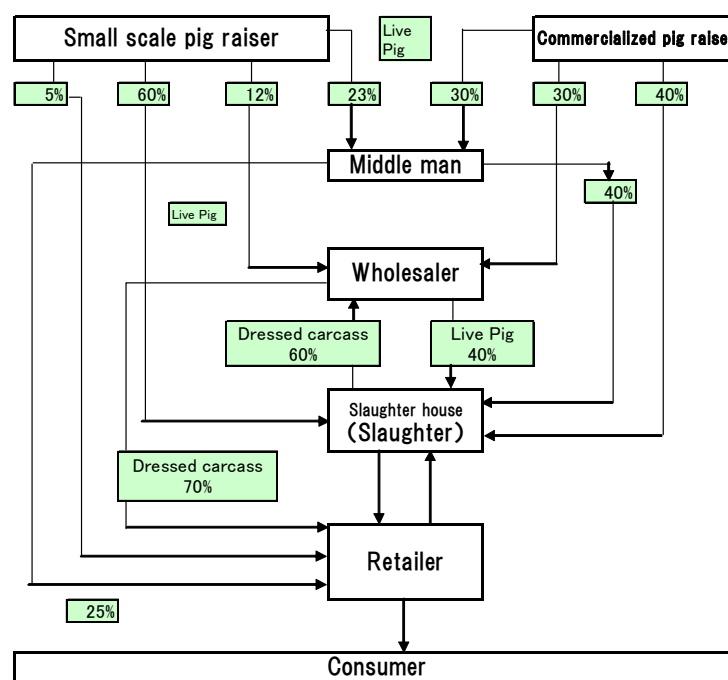 Small scale pig raiser
Live
Pig
Commercialized pig raise
5%
60%
12%
23%
30%
30%
40%
Middle man
40%
Live Pig
Wholesaler
Dressed carcass
60%
Live Pig
40%
Slaughter house
(Slaughter)
Dressed carcass
70%
Retailer
25%
Consumer